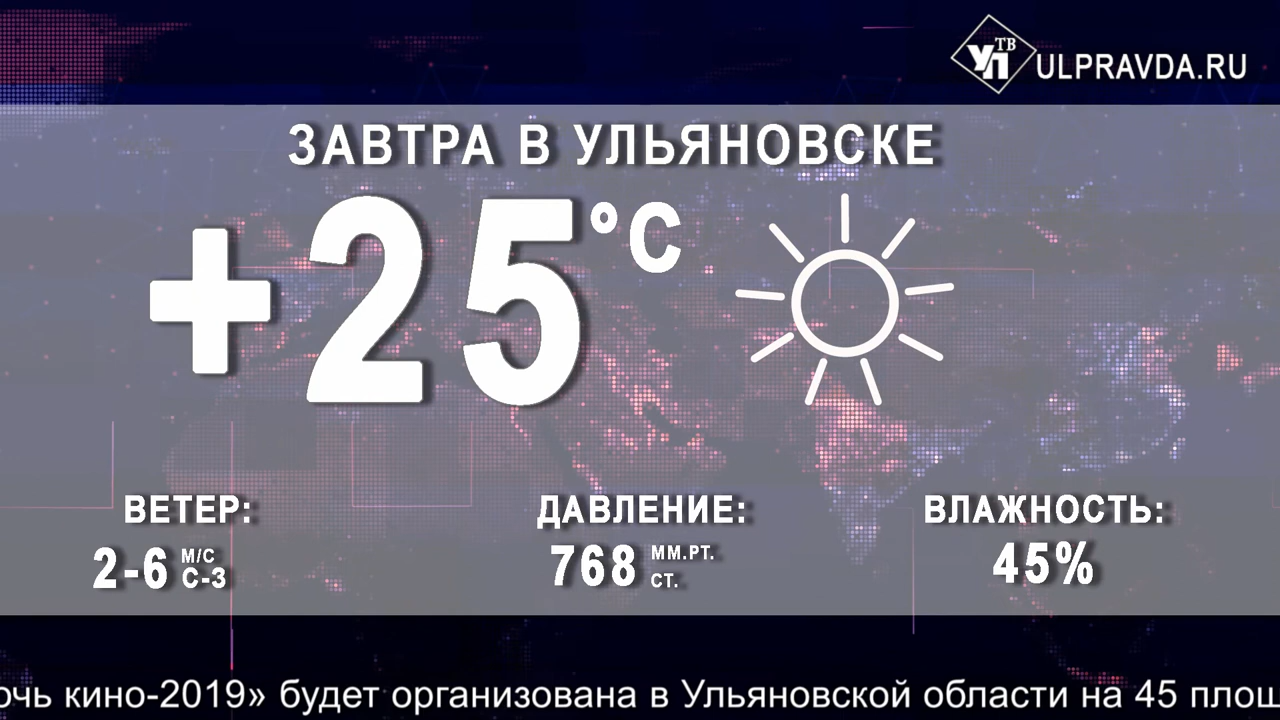 УП ТВ ULPRAVDA.RU
ЗАВТРА В УЛЬЯНОВСКЕ
+25°C
ВЕТЕР: ДАВЛЕНИЕ: ВЛАЖНОСТЬ:
2-6 М/С С-З 768 ММ.РТ. СТ. 45%
очь кино-2019» будет организована в Ульяновской области на 45 площ